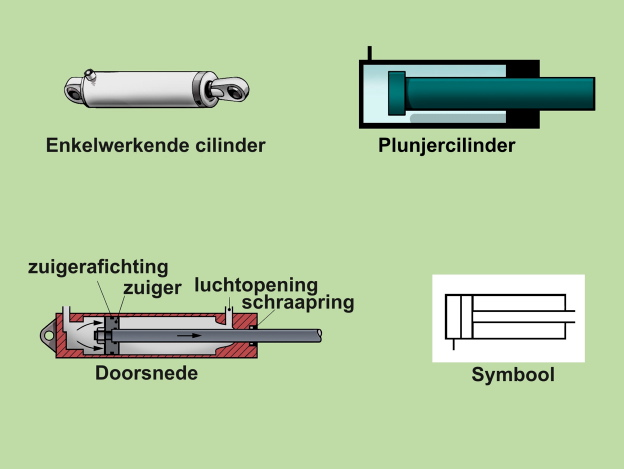 Enkelwerkende cilinder
Plunjercilinder
zuigerafichting
zuiger
luchtopening
schraapring
Doorsnede
Symbool